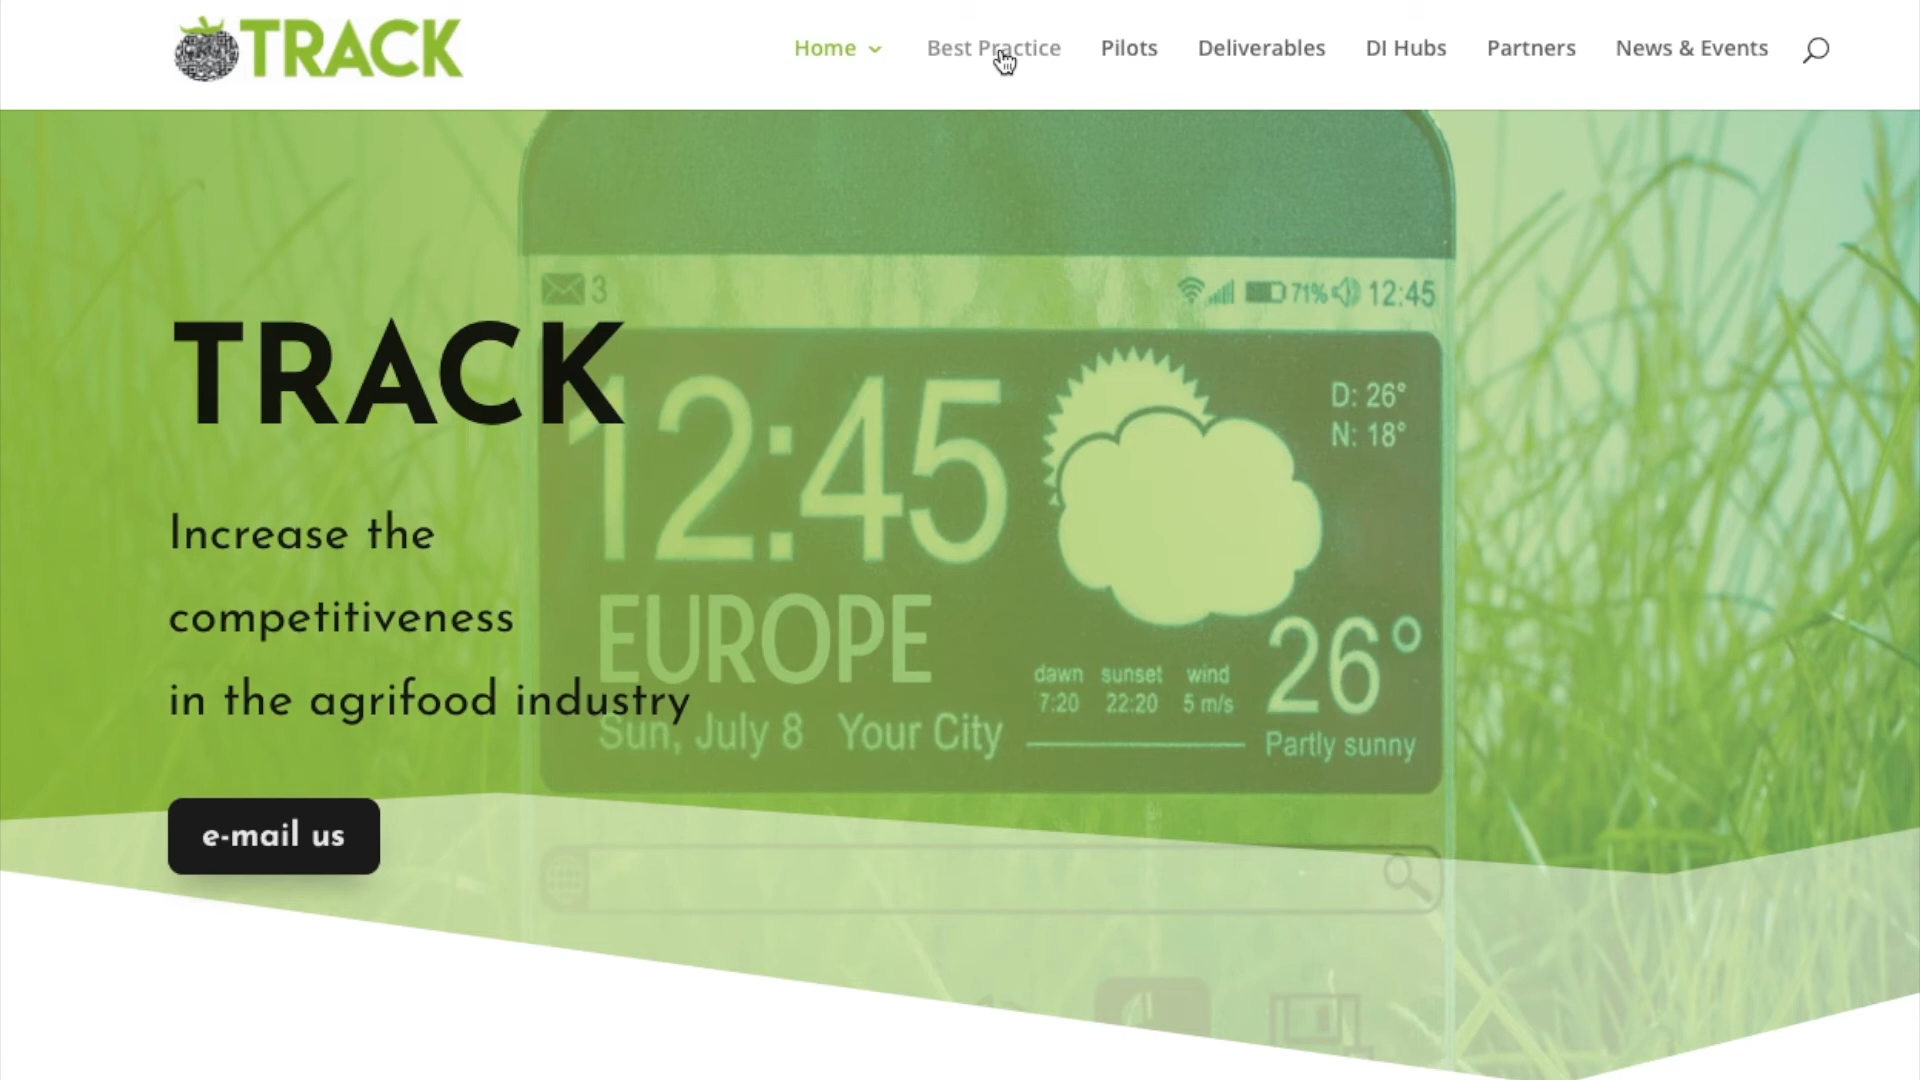 TRACK
Home Best Practice Pilots Deliverables DI Hubs Partners News & Events
3
71% 12:45
TRACK
12:45
D: 26°
N: 18°
Increase the
competitiveness
in the agrifood industry
EUROPE
dawn sunset wind
7:20 22:20 5 m/s
26°
Sun, July 8 Your City
Partly sunny
e-mail us